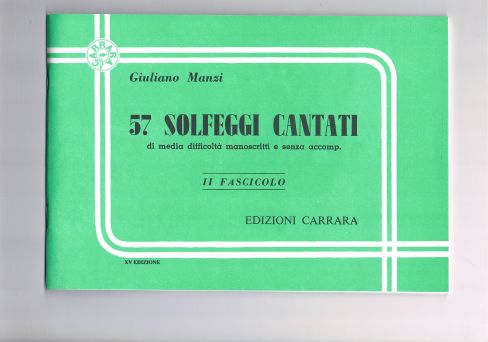 CARRARA
Giuliano Manzi
57 SOLFEGGI CANTATI
di media difficoltà manoscritti e senza accomp.
II FASCICOLO
EDIZIONI CARRARA
XV EDIZIONE